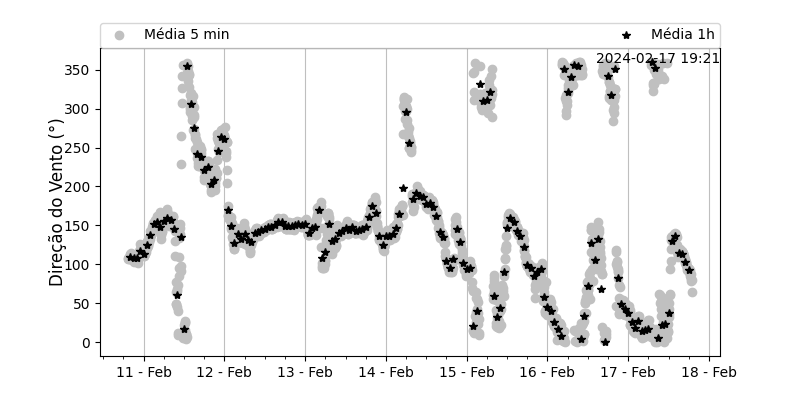 Média 5 min
Média 1h
2024-02-17 19:21
Direção do Vento (°)
350
300
250
200
150
100
50
0
11 - Feb
12 - Feb
13 - Feb
14 - Feb
15 - Feb
16 - Feb
17 - Feb
18 - Feb